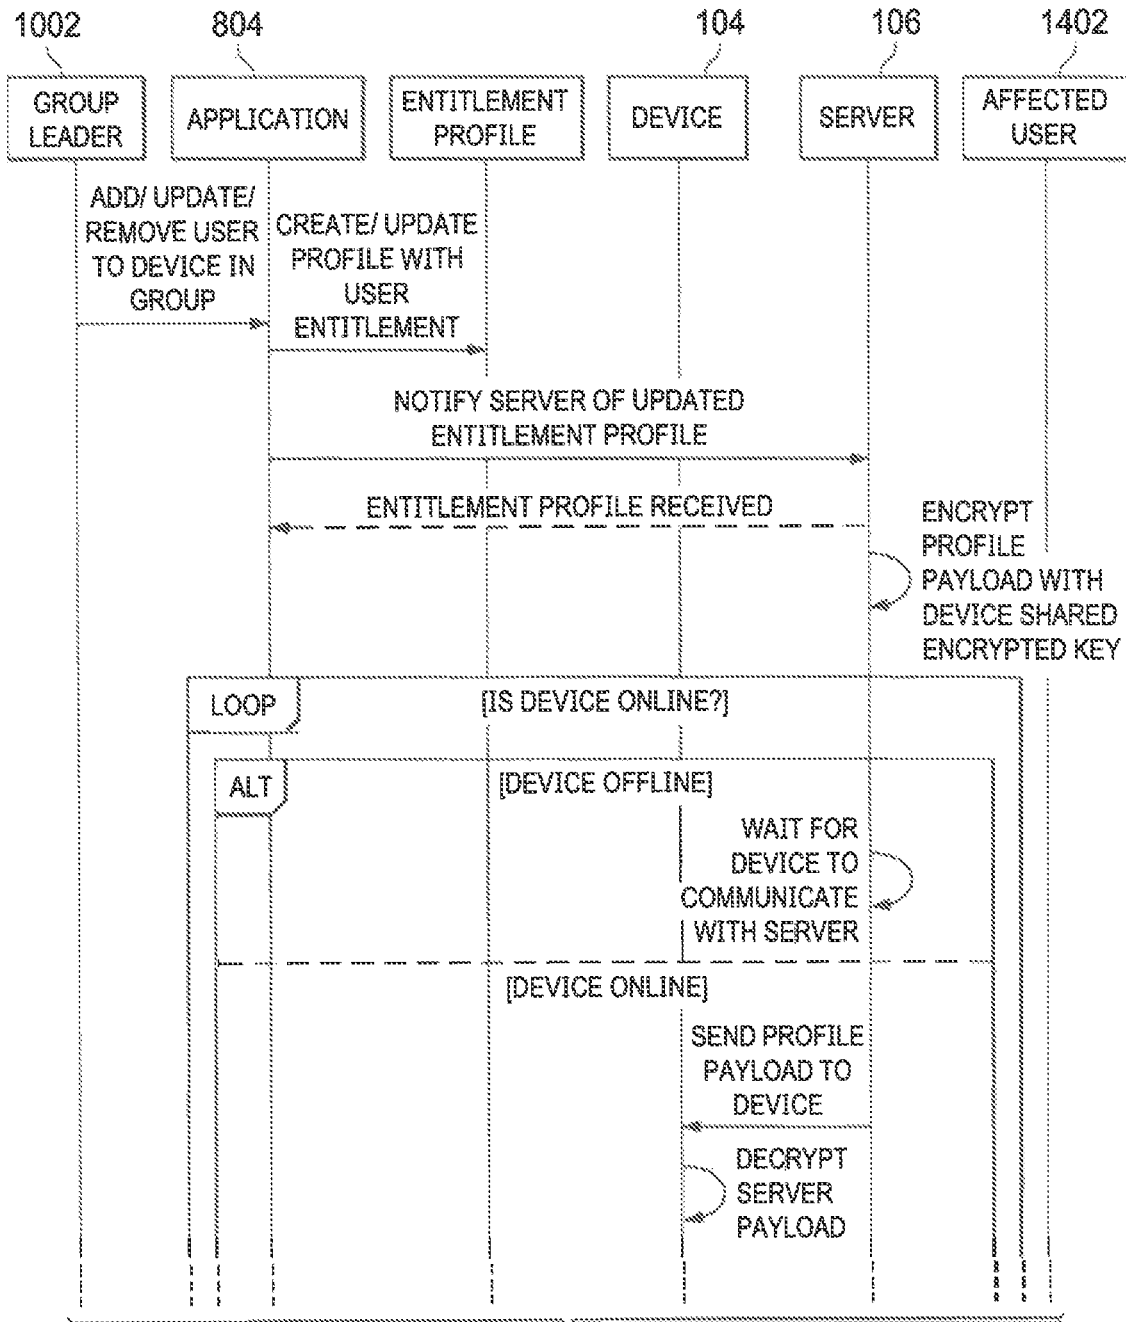 1002
804
104
106
1402
GROUP
LEADER
APPLICATION
ENTITLEMENT
PROFILE
DEVICE
SERVER
AFFECTED
USER
ADD/ UPDATE/
REMOVE USER
TO DEVICE IN
GROUP
CREATE/ UPDATE
PROFILE WITH
USER
ENTITLEMENT
NOTIFY SERVER OF UPDATED
ENTITLEMENT PROFILE
ENTITLEMENT PROFILE RECEIVED
ENCRYPT
PROFILE
PAYLOAD WITH
DEVICE SHARED
ENCRYPTED KEY
LOOP
[IS DEVICE ONLINE?]
ALT
[DEVICE OFFLINE]
WAIT FOR
DEVICE TO
COMMUNICATE
WITH SERVER
[DEVICE ONLINE]
SEND PROFILE
PAYLOAD TO
DEVICE
DECRYPT
SERVER
PAYLOAD